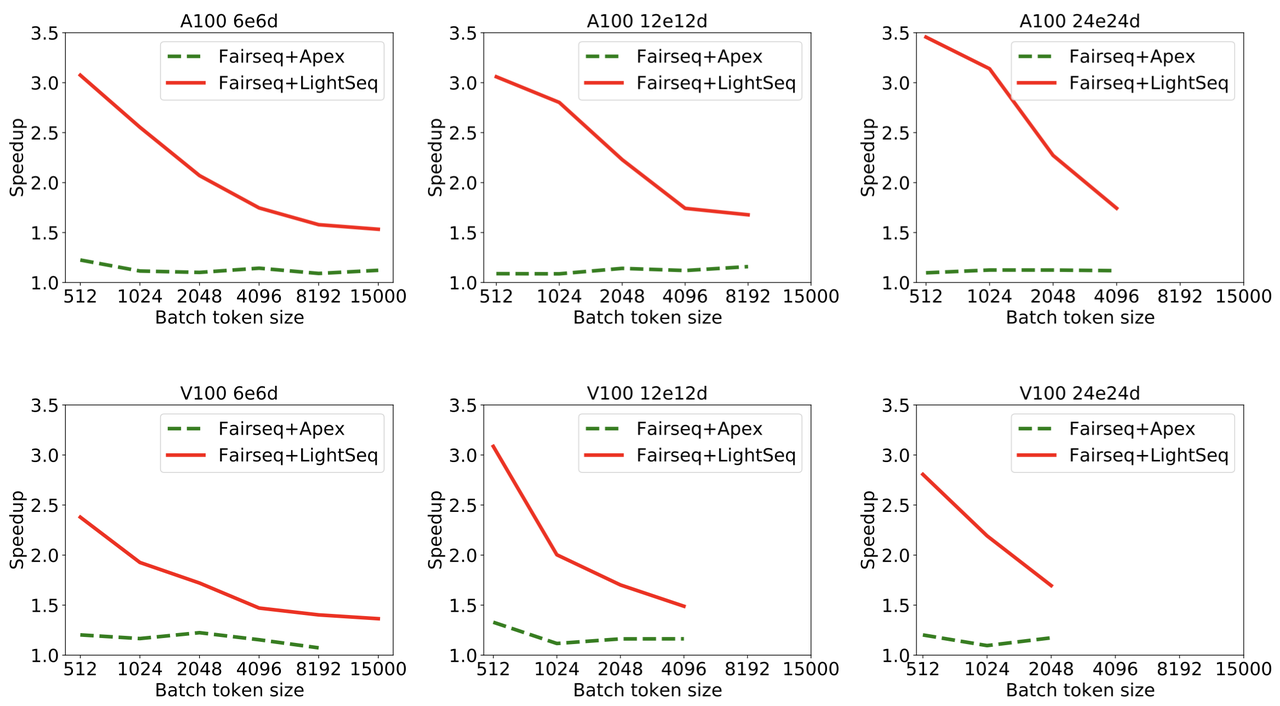 A100 6e6d
3.5
3.0
2.5
2.0
1.5
1.0
Speedup
Fairseq+Apex
Fairseq+LightSeq
512 1024 2048 4096 8192 15000
Batch token size
A100 12e12d
3.5
3.0
2.5
2.0
1.5
1.0
Speedup
Fairseq+Apex
Fairseq+LightSeq
512 1024 2048 4096 8192 15000
Batch token size
A100 24e24d
3.5
3.0
2.5
2.0
1.5
1.0
Speedup
Fairseq+Apex
Fairseq+LightSeq
512 1024 2048 4096 8192 15000
Batch token size
V100 6e6d
3.5
3.0
2.5
2.0
1.5
1.0
Speedup
Fairseq+Apex
Fairseq+LightSeq
512 1024 2048 4096 8192 15000
Batch token size
V100 12e12d
3.5
3.0
2.5
2.0
1.5
1.0
Speedup
Fairseq+Apex
Fairseq+LightSeq
512 1024 2048 4096 8192 15000
Batch token size
V100 24e24d
3.5
3.0
2.5
2.0
1.5
1.0
Speedup
Fairseq+Apex
Fairseq+LightSeq
512 1024 2048 4096 8192 15000
Batch token size